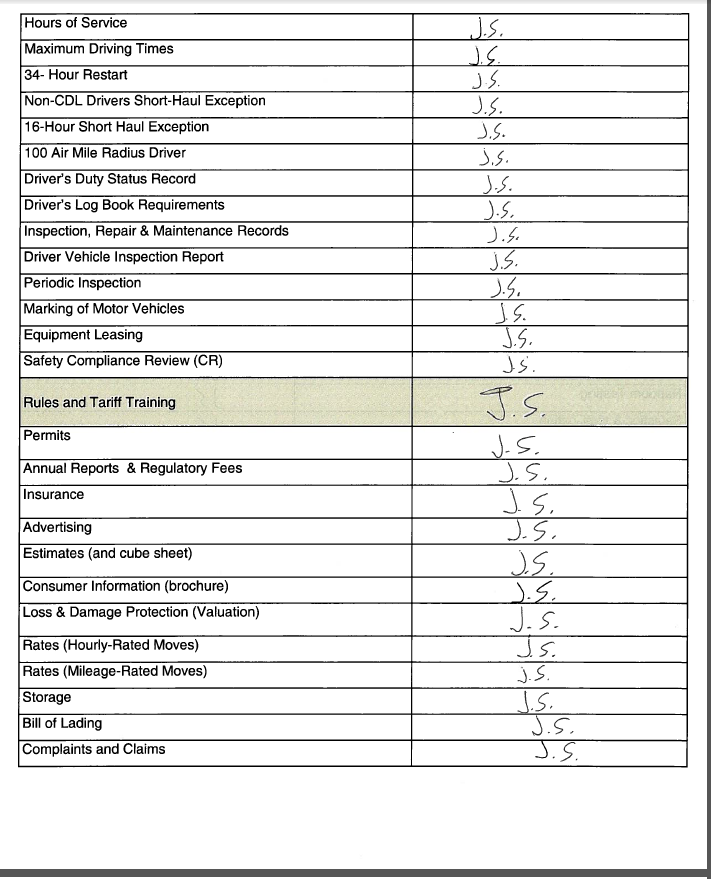 Hours of Service J.S.
Maximum Driving Times J.S.
34- Hour Restart J.S.
Non-CDL Drivers Short-Haul Exception J.S.
16-Hour Short Haul Exception J.S.
100 Air Mile Radius Driver J.S.
Driver's Duty Status Record J.S.
Driver's Log Book Requirements J.S.
Inspection, Repair & Maintenance Records J.S.
Driver Vehicle Inspection Report J.S.
Periodic Inspection J.S.
Marking of Motor Vehicles J.S.
Equipment Leasing J.S.
Safety Compliance Review (CR) J.S.
Rules and Tariff Training J.S.
Permits J.S.
Annual Reports & Regulatory Fees J.S.
Insurance J.S.
Advertising J.S.
Estimates (and cube sheet) J.S.
Consumer Information (brochure) J.S.
Loss & Damage Protection (Valuation) J.S.
Rates (Hourly-Rated Moves) J.S.
Rates (Mileage-Rated Moves) J.S.
Storage J.S.
Bill of Lading J.S.
Complaints and Claims J.S.